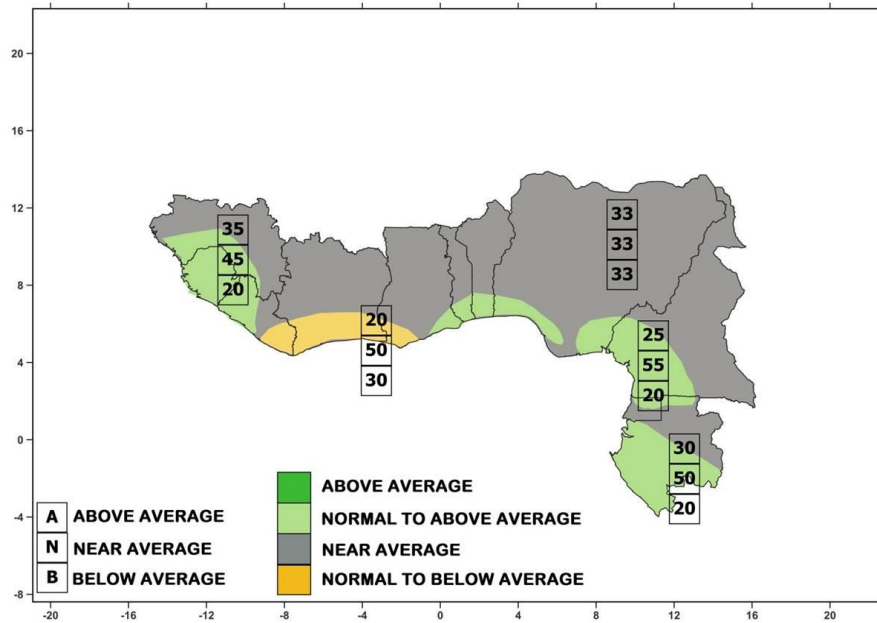 20
16
12
8
4
0
-4
-8
33
33
33
35
45
20
20
50
30
25
55
20
30
50
20
A ABOVE AVERAGE
N NEAR AVERAGE
B BELOW AVERAGE
ABOVE AVERAGE
NORMAL TO ABOVE AVERAGE
NEAR AVERAGE
NORMAL TO BELOW AVERAGE
-20 -16 -12 -8 -4 0 4 8 12 16 20